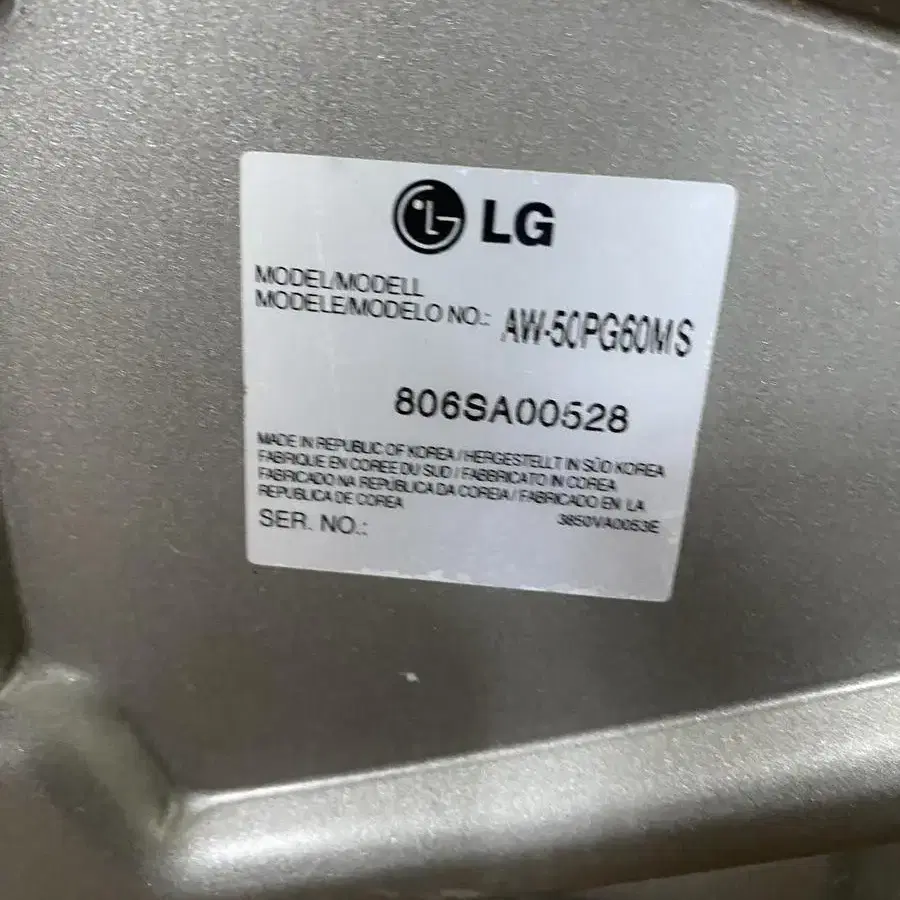 LG
MODEL/MODELL
MODELE/MODELO NO.: AW-50PG60MS
806SA00528
MADE IN REPUBLIC OF KOREA / HERGESTELLT IN SÜD KOREA
FABRIQUE EN COREE DU SUD / FABBRICATO IN COREA
FABRICADO NA REPUBLICA DA COREIA / FABRICADO EN LA
REPUBLICA DE COREA
3850VA0053E
SER. NO.: